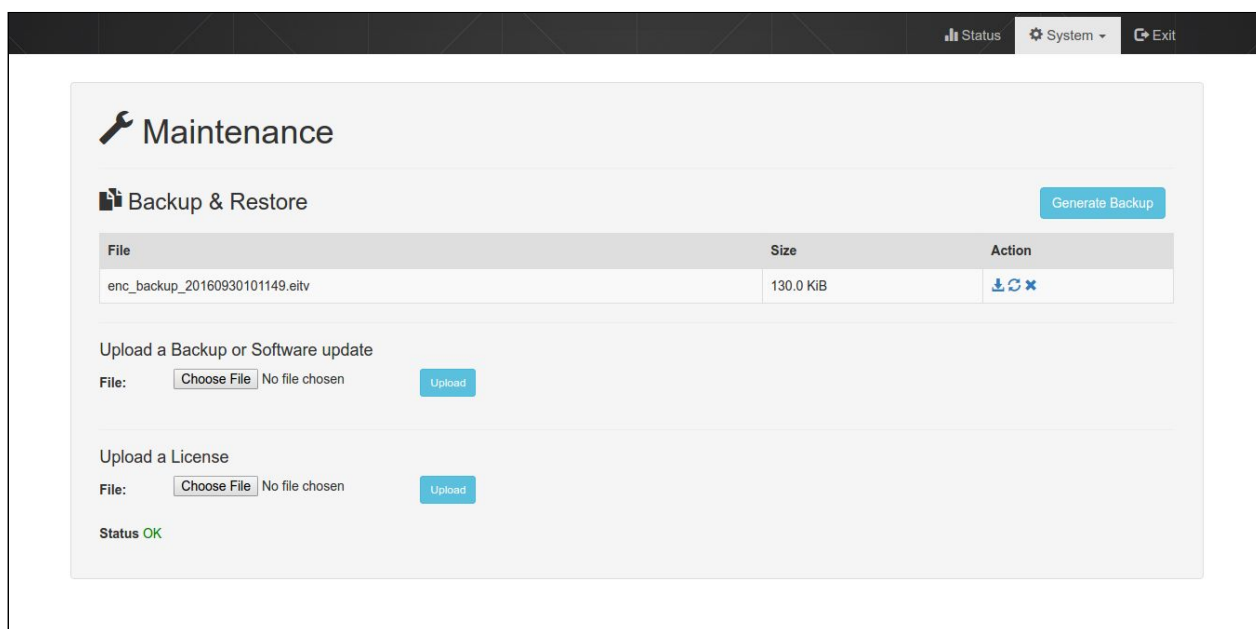 Status System Exit
Maintenance
Backup & Restore Generate Backup
File Size Action
enc_backup_20160930101149.eitv 130.0 KiB
Upload a Backup or Software update
File: Choose File No file chosen Upload
Upload a License
File: Choose File No file chosen Upload
Status OK